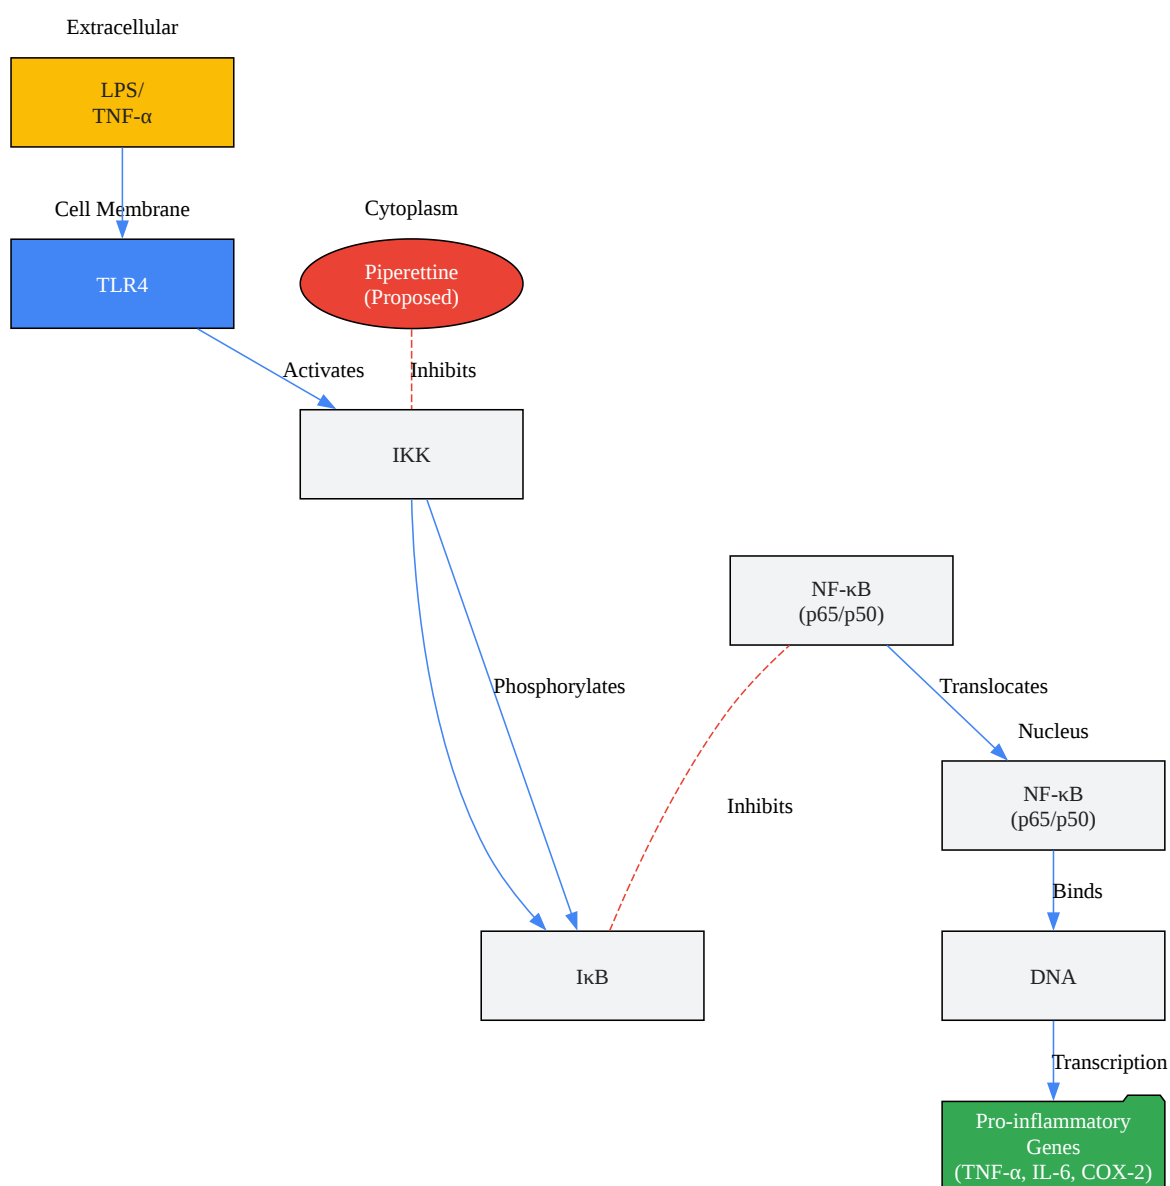 Extracellular
LPS/
TNF-α
Cell Membrane
Cytoplasm
TLR4
Piperettine
(Proposed)
Activates
Inhibits
IKK
NF-κB
(p65/p50)
Phosphorylates
Translocates
Nucleus
NF-κB
(p65/p50)
Inhibits
Binds
IκB
DNA
Transcription
Pro-inflammatory
Genes
(TNF-α, IL-6, COX-2)